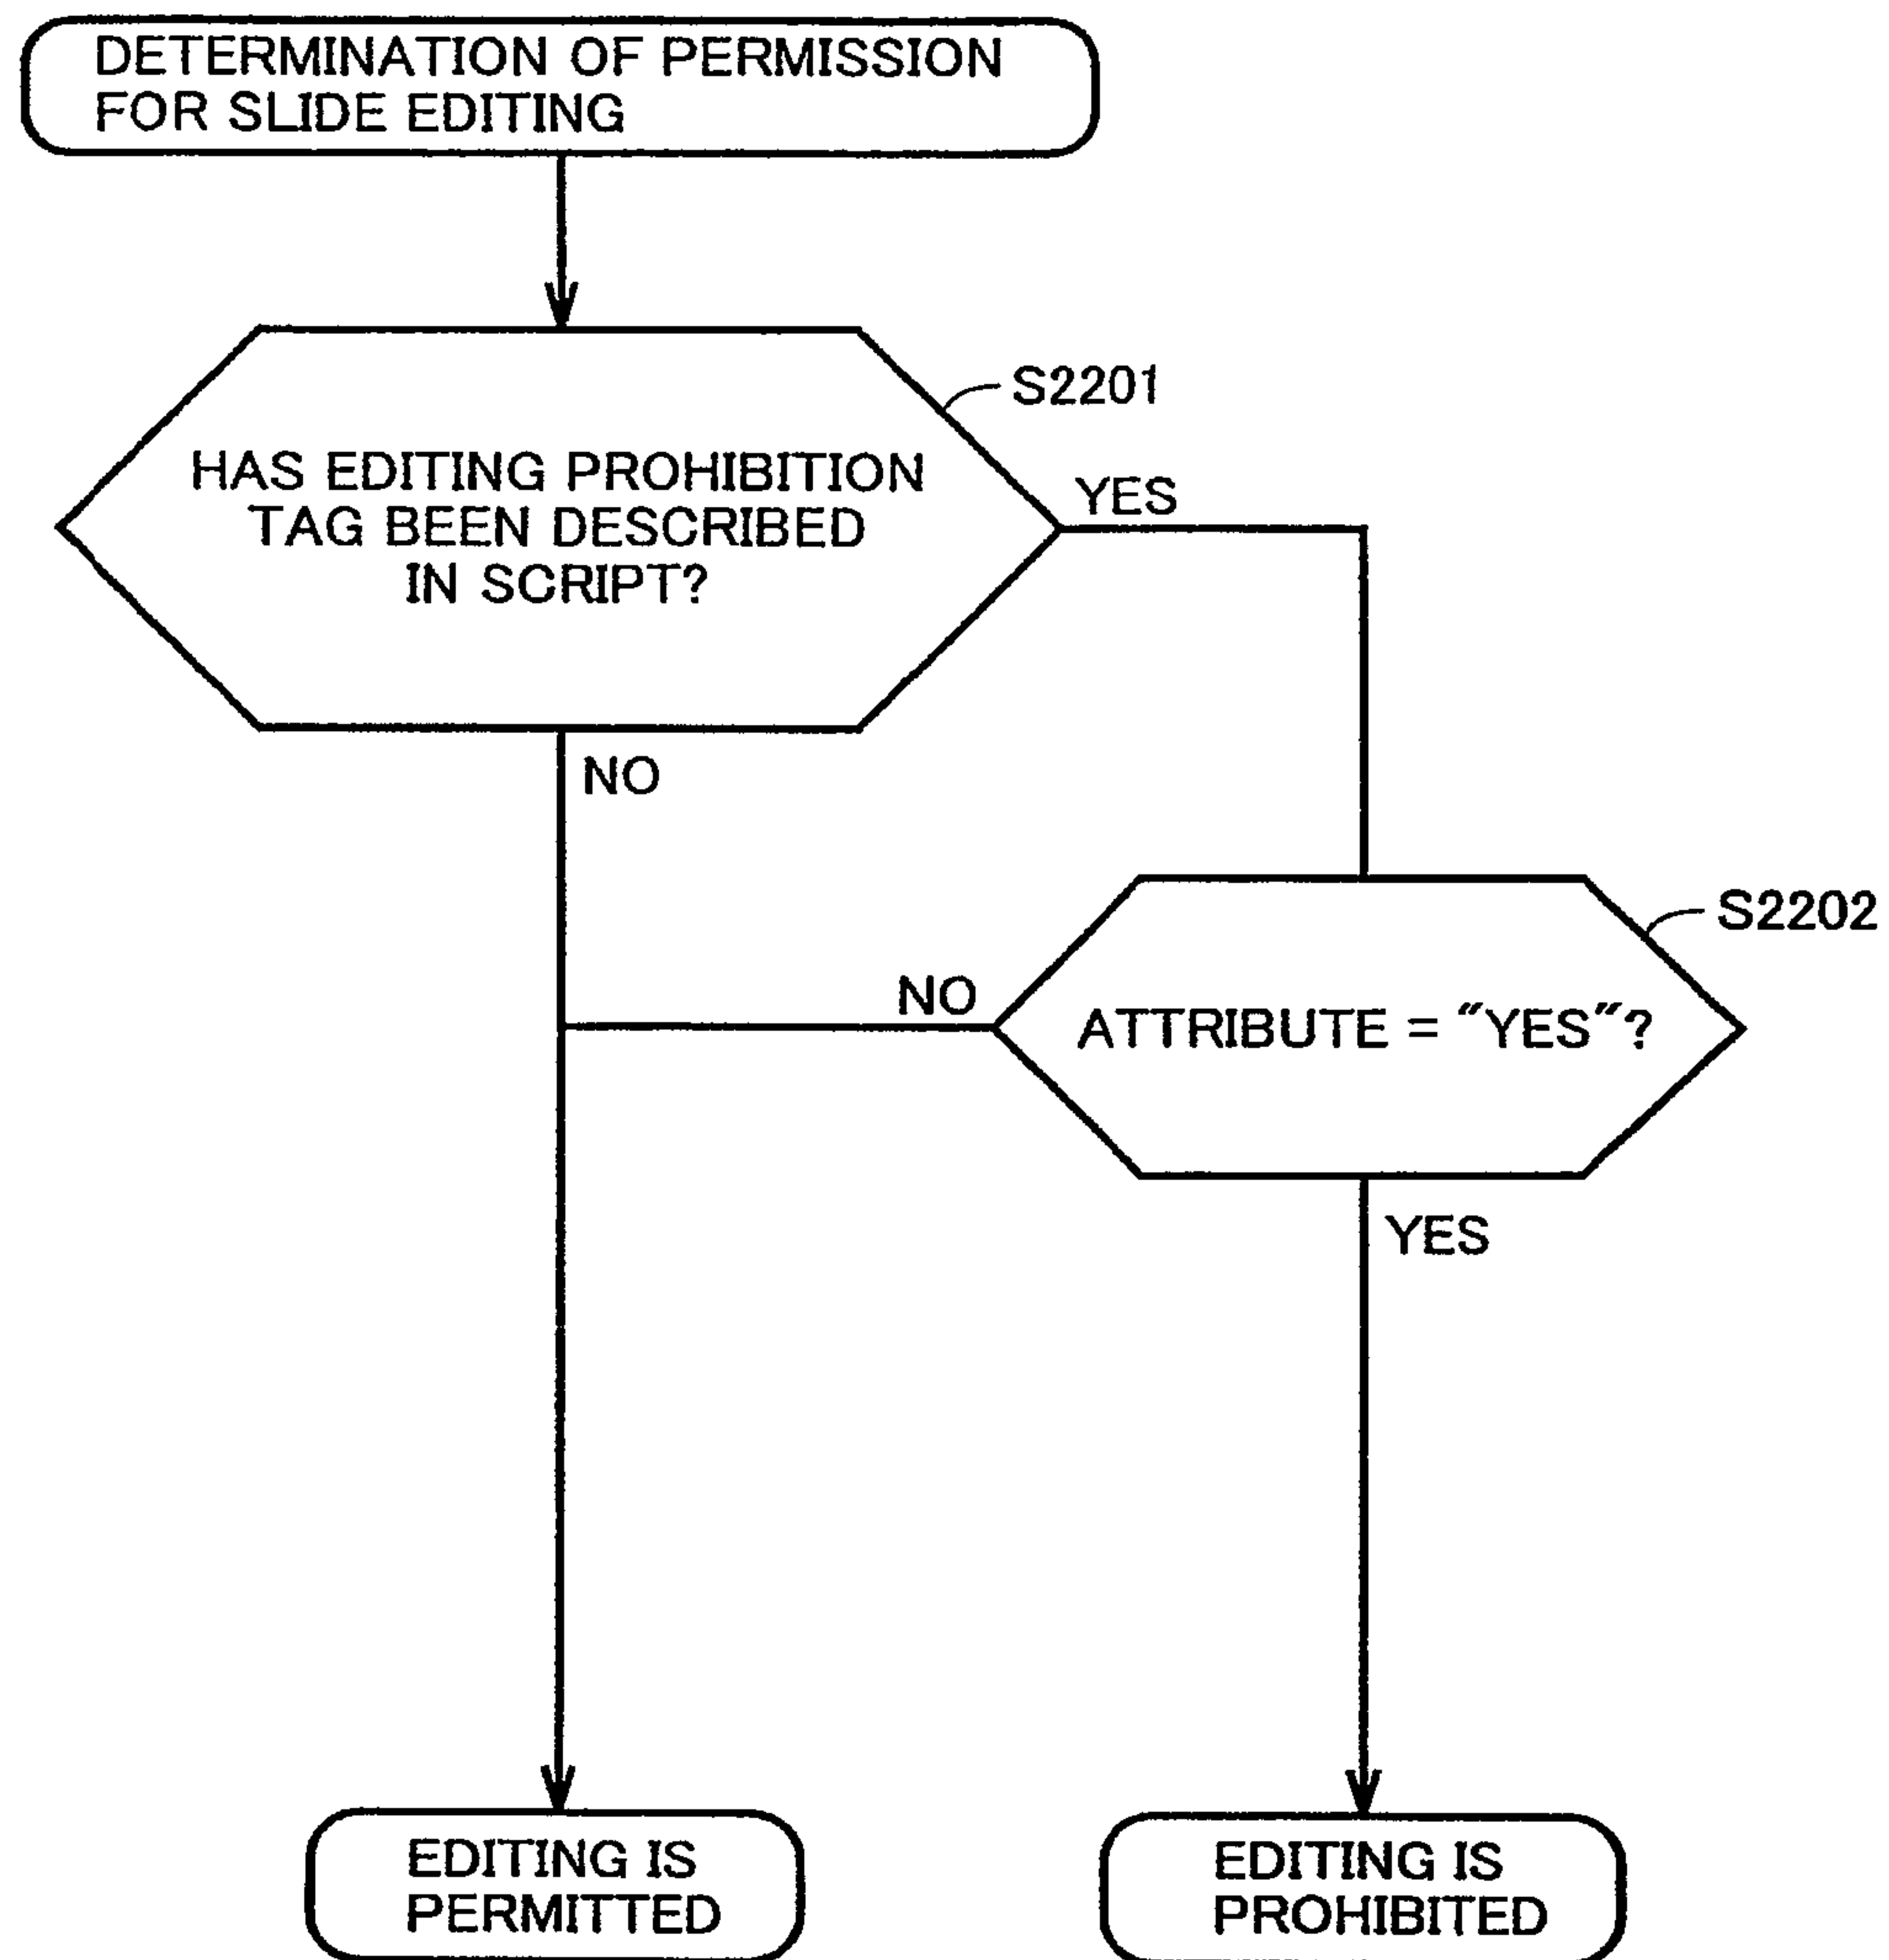 DETERMINATION OF PERMISSION
FOR SLIDE EDITING
S2201
HAS EDITING PROHIBITION
TAG BEEN DESCRIBED
IN SCRIPT?
YES
NO
S2202
NO
ATTRIBUTE = "YES"?
YES
EDITING IS
PERMITTED
EDITING IS
PROHIBITED